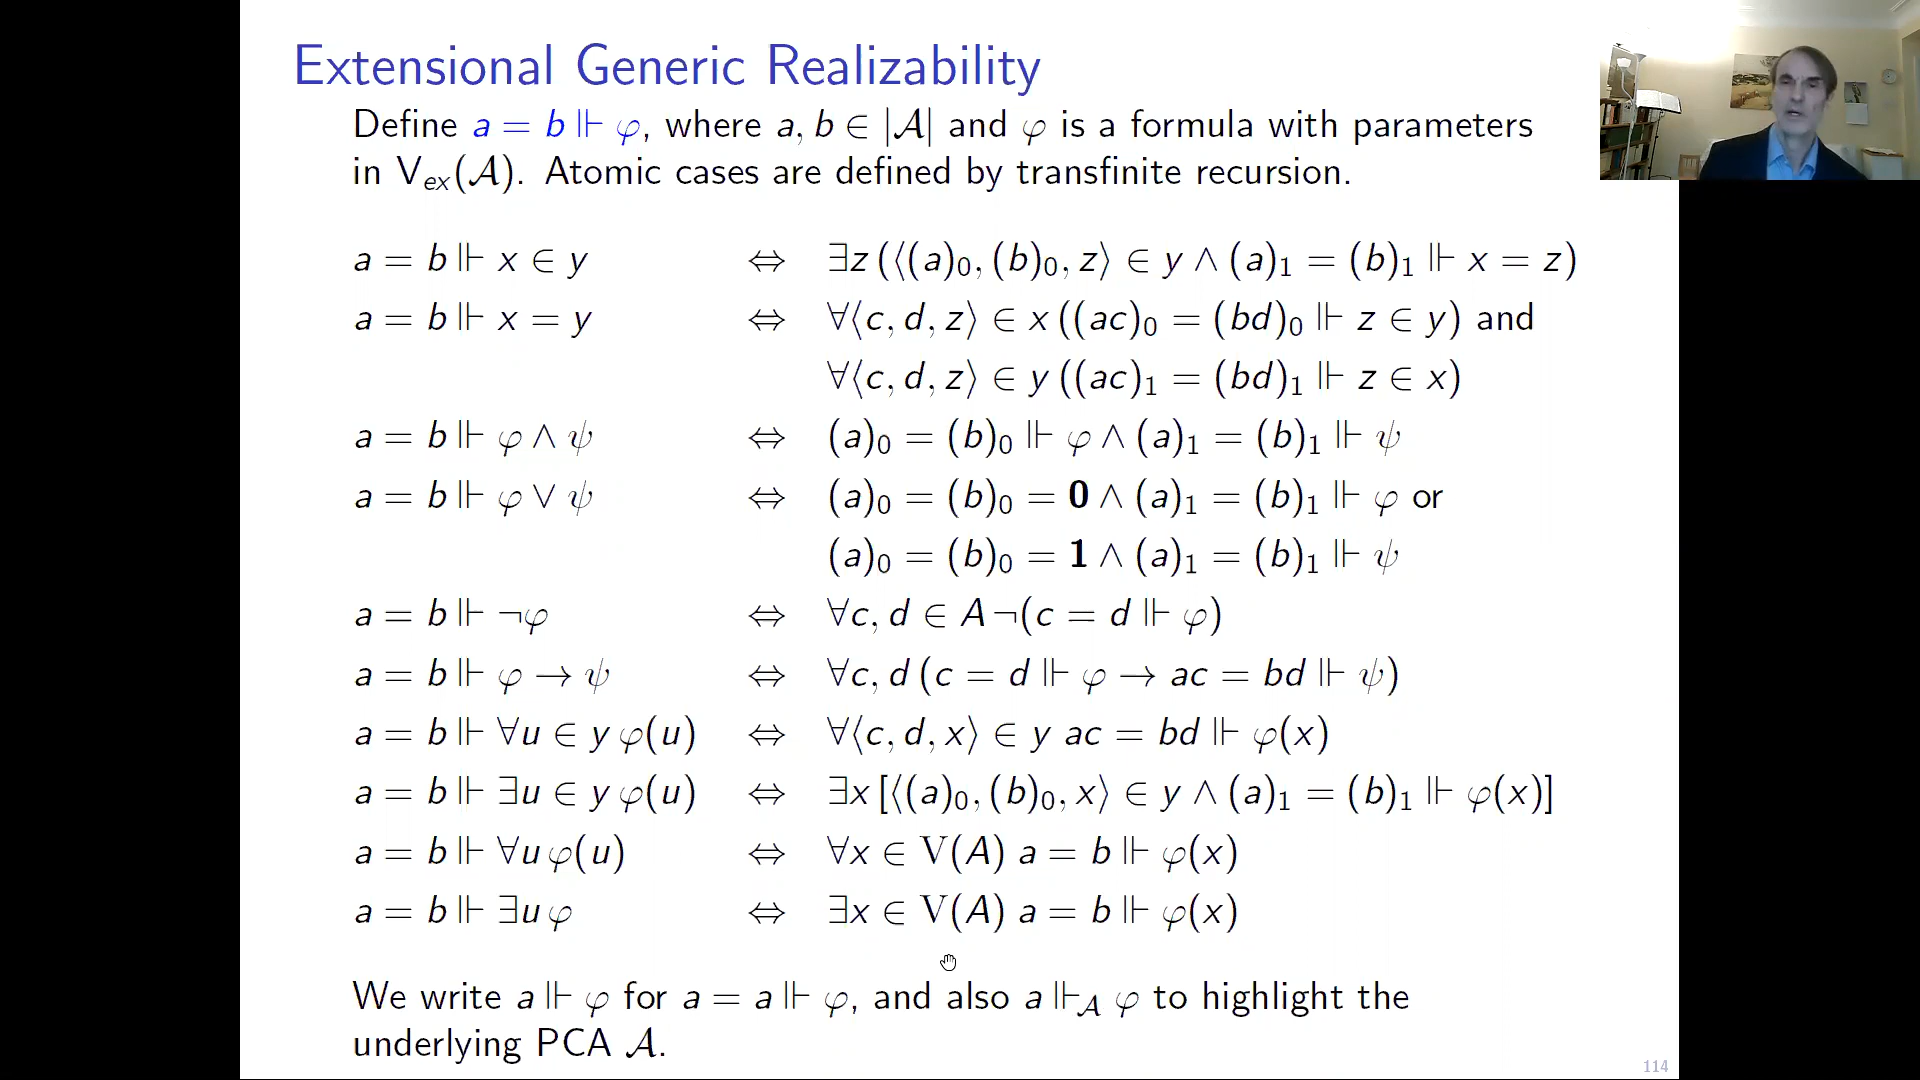 Extensional Generic Realizability
Define a = b ⊩ φ, where a, b ∈ |𝒜| and φ is a formula with parameters
in V_ex(𝒜). Atomic cases are defined by transfinite recursion.
a = b ⊩ x ∈ y ⇔ ∃z (⟨(a)₀, (b)₀, z⟩ ∈ y ∧ (a)₁ = (b)₁ ⊩ x = z)
a = b ⊩ x = y ⇔ ∀⟨c, d, z⟩ ∈ x ((ac)₀ = (bd)₀ ⊩ z ∈ y) and
∀⟨c, d, z⟩ ∈ y ((ac)₁ = (bd)₁ ⊩ z ∈ x)
a = b ⊩ φ ∧ ψ ⇔ (a)₀ = (b)₀ ⊩ φ ∧ (a)₁ = (b)₁ ⊩ ψ
a = b ⊩ φ ∨ ψ ⇔ (a)₀ = (b)₀ = 0 ∧ (a)₁ = (b)₁ ⊩ φ or
(a)₀ = (b)₀ = 1 ∧ (a)₁ = (b)₁ ⊩ ψ
a = b ⊩ ¬φ ⇔ ∀c, d ∈ A ¬(c = d ⊩ φ)
a = b ⊩ φ → ψ ⇔ ∀c, d (c = d ⊩ φ → ac = bd ⊩ ψ)
a = b ⊩ ∀u ∈ y φ(u) ⇔ ∀⟨c, d, x⟩ ∈ y ac = bd ⊩ φ(x)
a = b ⊩ ∃u ∈ y φ(u) ⇔ ∃x [⟨(a)₀, (b)₀, x⟩ ∈ y ∧ (a)₁ = (b)₁ ⊩ φ(x)]
a = b ⊩ ∀u φ(u) ⇔ ∀x ∈ V(A) a = b ⊩ φ(x)
a = b ⊩ ∃u φ ⇔ ∃x ∈ V(A) a = b ⊩ φ(x)
We write a ⊩ φ for a = a ⊩ φ, and also a ⊩_𝒜 φ to highlight the
underlying PCA 𝒜.
114